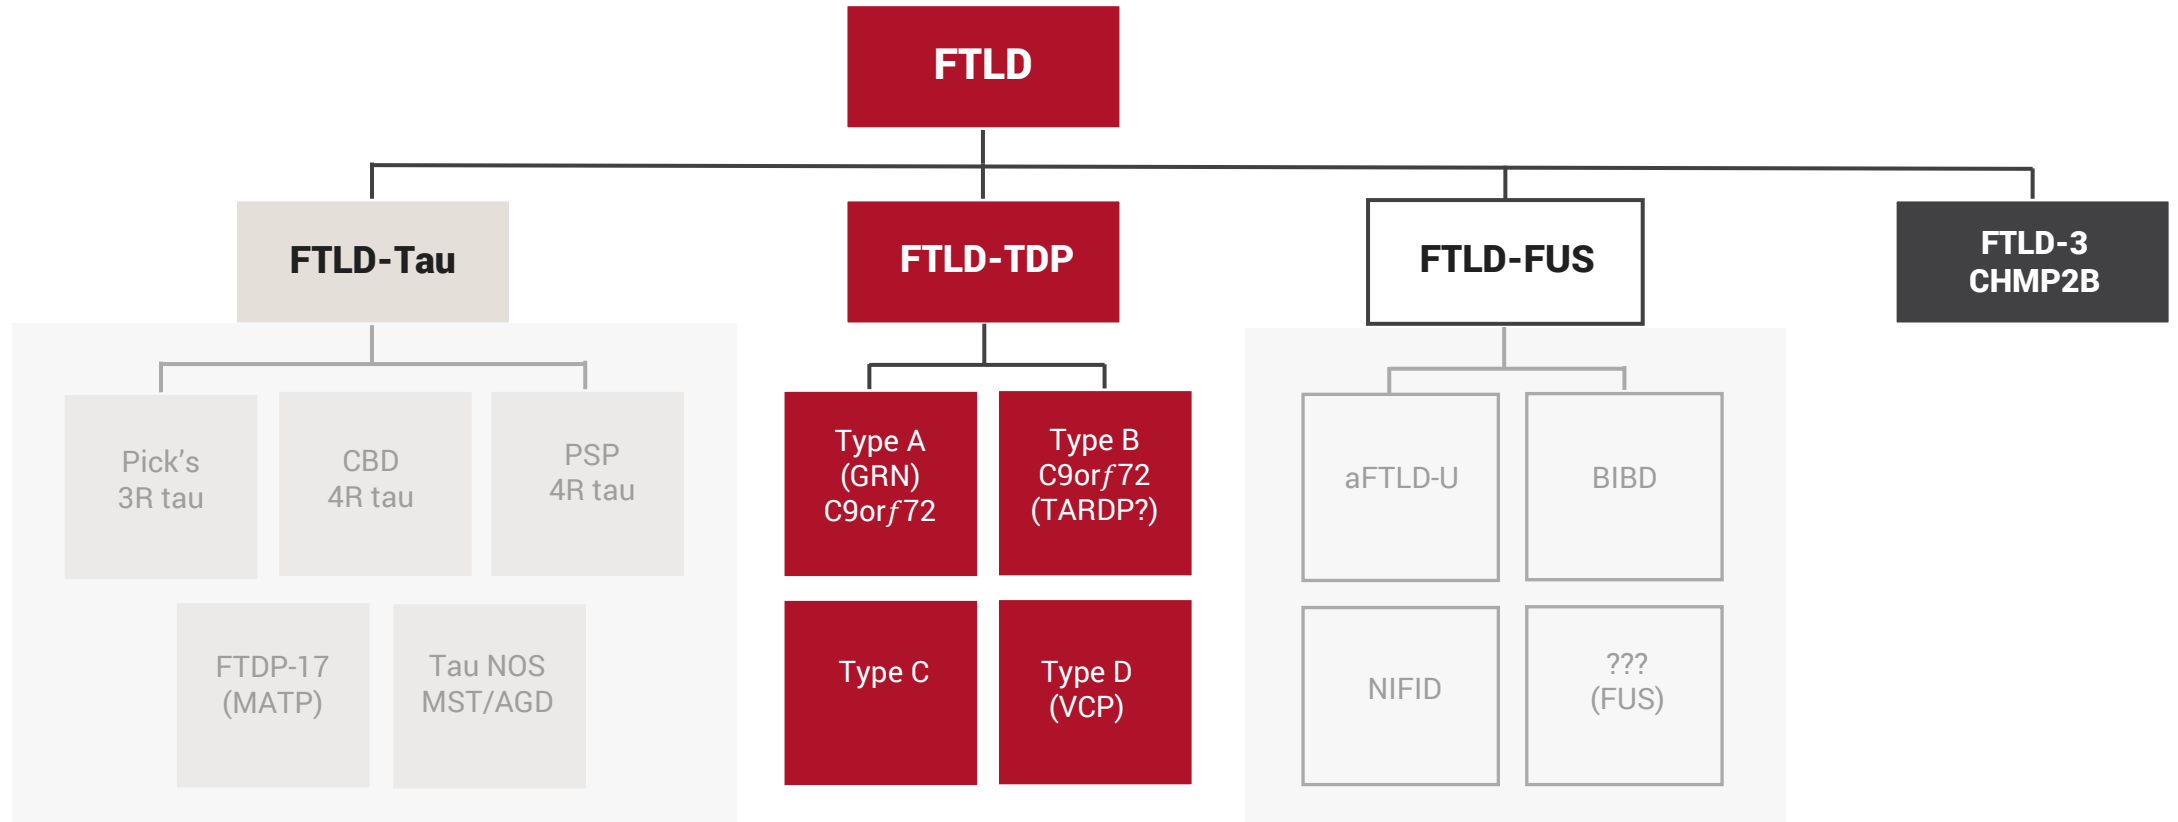 FTLD
FTLD-Tau
FTLD-TDP
FTLD-FUS
FTLD-3
CHMP2B
Pick’s
3R tau
CBD
4R tau
PSP
4R tau
FTDP-17
(MATP)
Tau NOS
MST/AGD
Type A
(GRN)
C9orf72
Type B
C9orf72
(TARDP?)
Type C
Type D
(VCP)
aFTLD-U
BIBD
NIFID
???
(FUS)